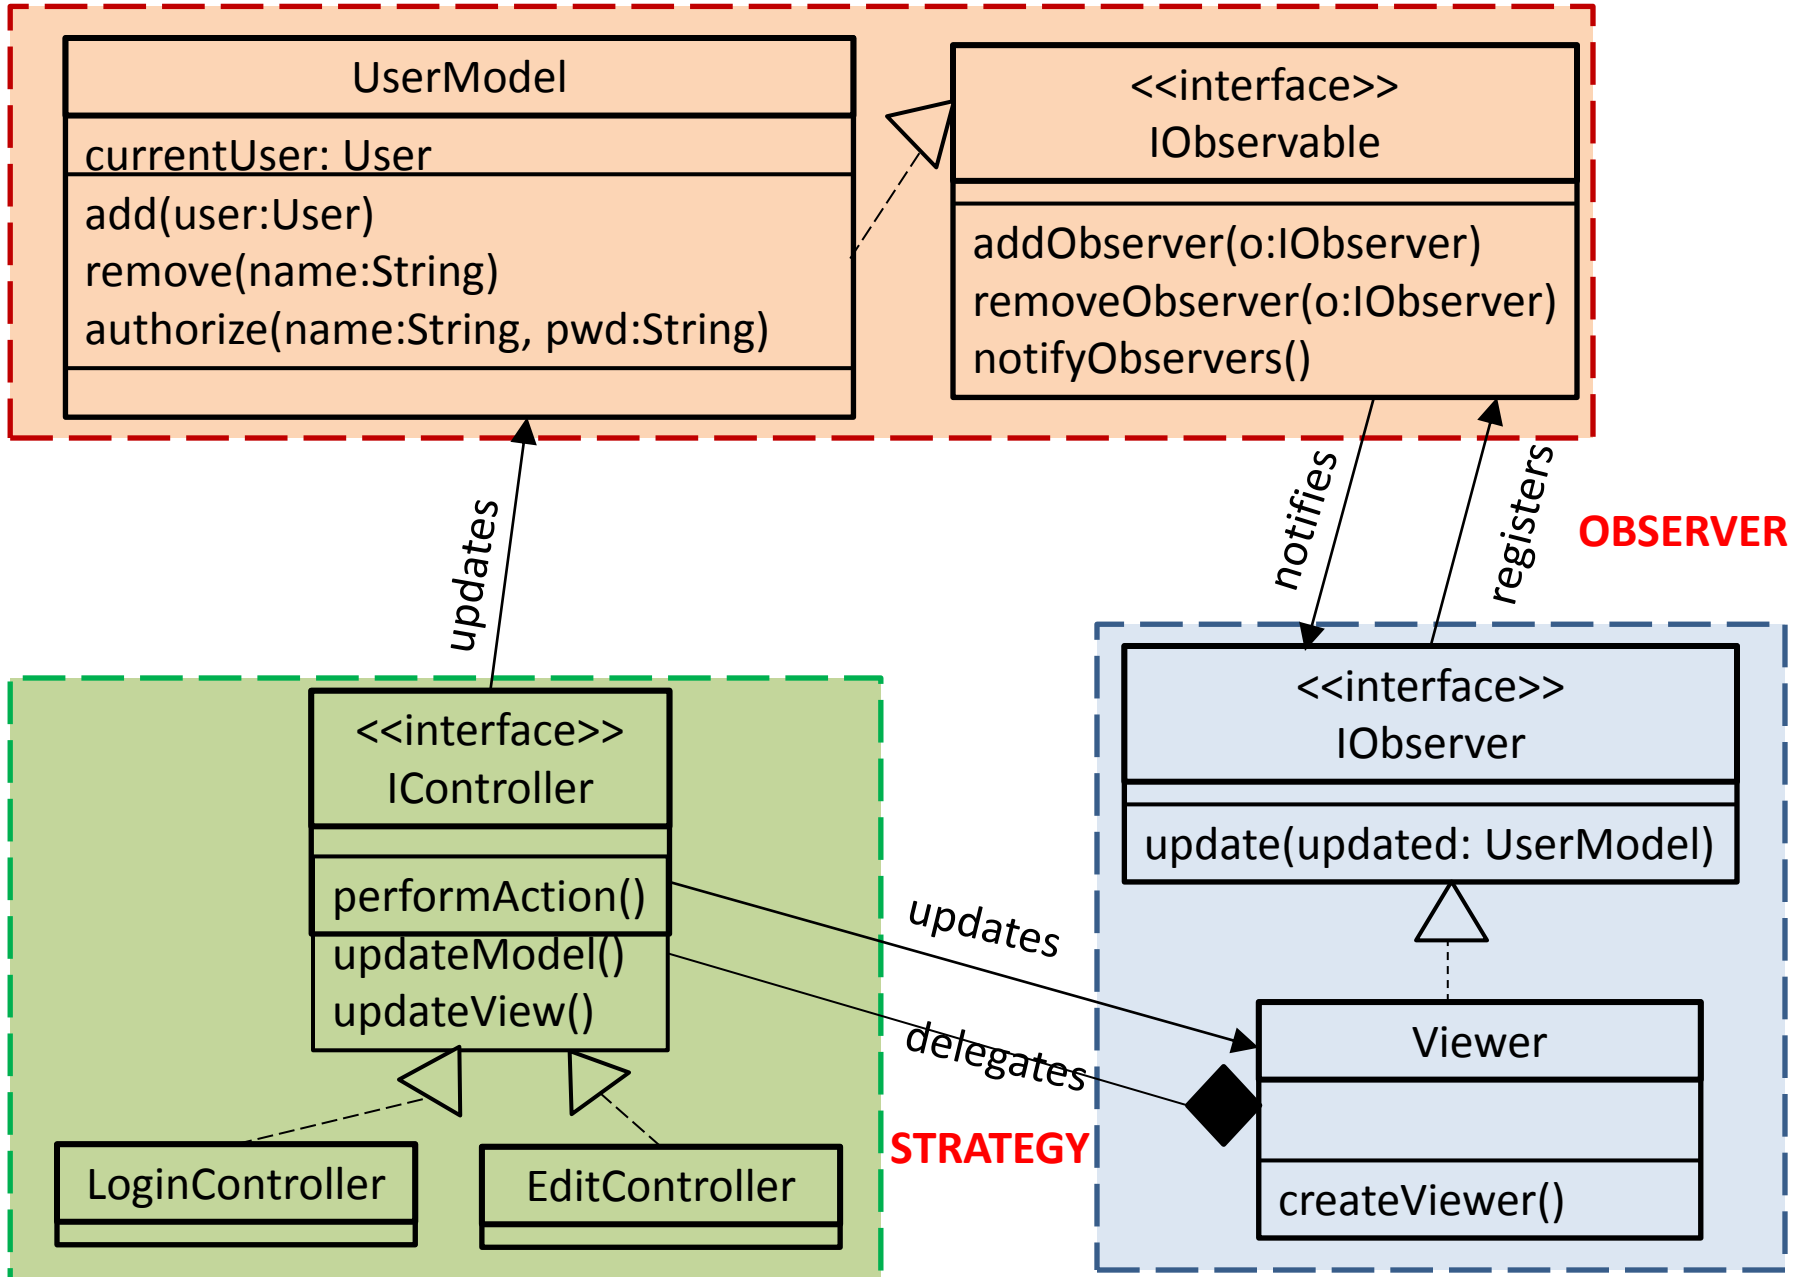 UserModel
currentUser: User
add(user:User)
remove(name:String)
authorize(name:String, pwd:String)
<<interface>>
IObservable
addObserver(o:IObserver)
removeObserver(o:IObserver)
notifyObservers()
updates
notifies
registers
OBSERVER
<<interface>>
IController
performAction()
updateModel()
updateView()
LoginController
EditController
updates
delegates
STRATEGY
<<interface>>
IObserver
update(updated: UserModel)
Viewer
createViewer()